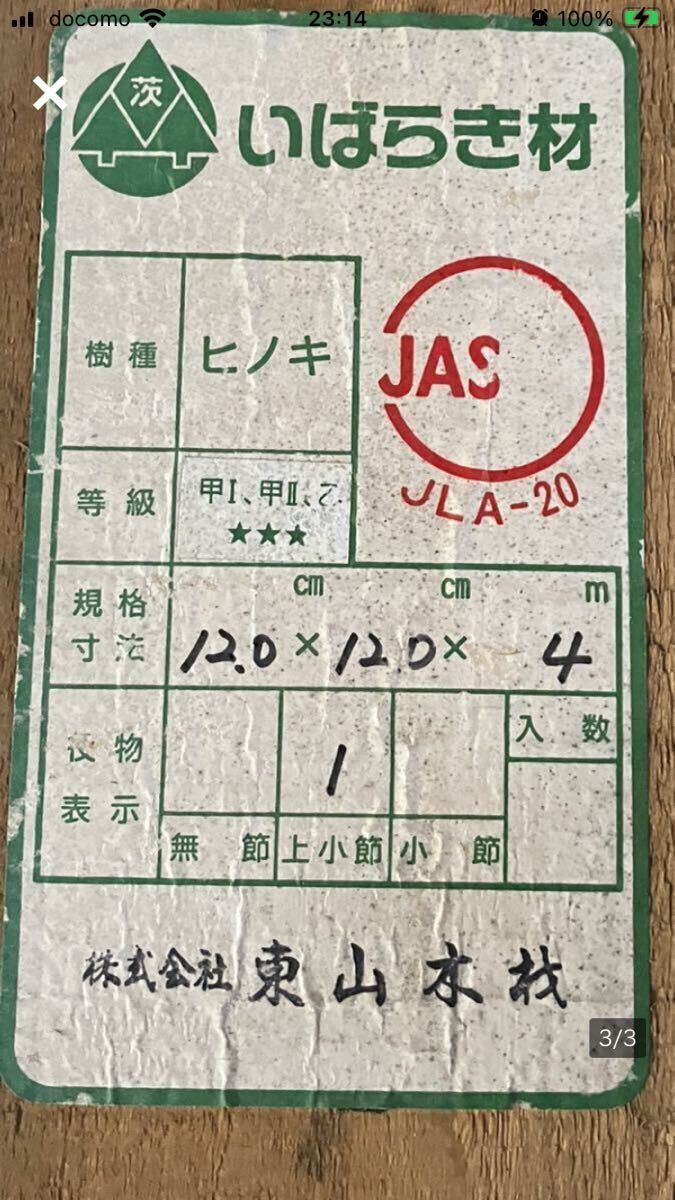 docomo 23:14 100%
茨 いばらき材
樹種 ヒノキ
JAS
JLA-20
等級 甲Ⅰ、甲Ⅱ、乙
★★★
規格寸法 12.0 cm × 12.0 cm × 4 m
役物表示 1 入数
無節 上小節 小節
株式会社 東山木材
3/3